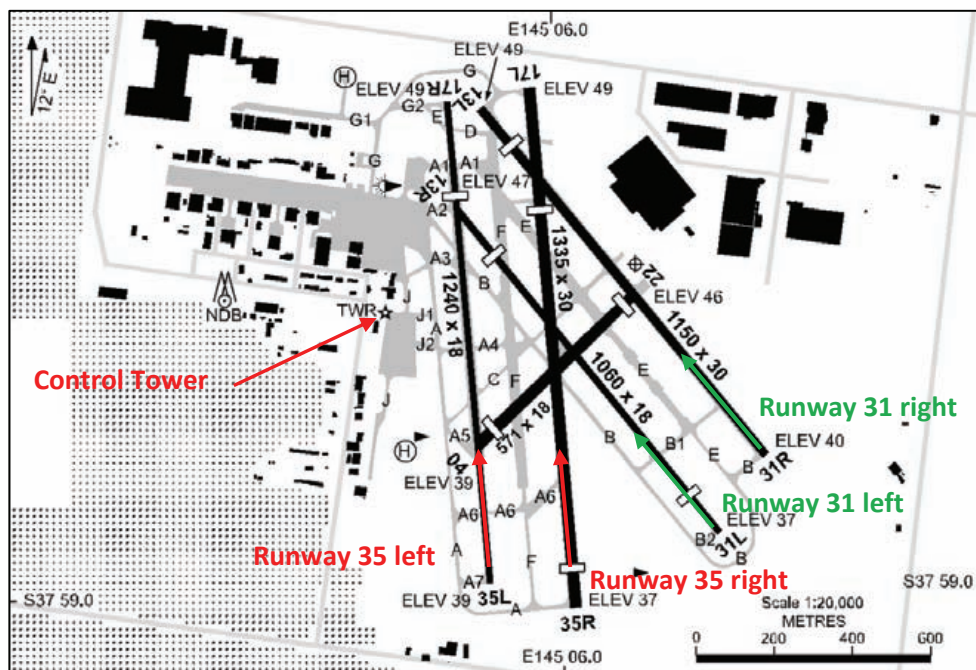 E145 06.0
ELEV 49
12° E
H
ELEV 49
17R
13L
G
17L
ELEV 49
G2
E
G1
D
G
A1
A1
13R
ELEV 47
A2
E
F
A3
B
1240 x 18
1335 x 30
22
ELEV 46
NDB
TWR
J
J1
A
J2
A4
1150 x 30
Control Tower
C
F
1060 x 18
E
J
571 x 18
Runway 31 right
H
A5
04
B
B1
E
ELEV 40
B
31R
ELEV 39
A6
A6
A6
ELEV 37
Runway 31 left
B2
31L
B
Runway 35 left
A
F
Runway 35 right
A7
ELEV 39
35L
A
ELEV 37
35R
S37 59.0
S37 59.0
Scale 1:20,000
METRES
0
200
400
600
E145 06.0